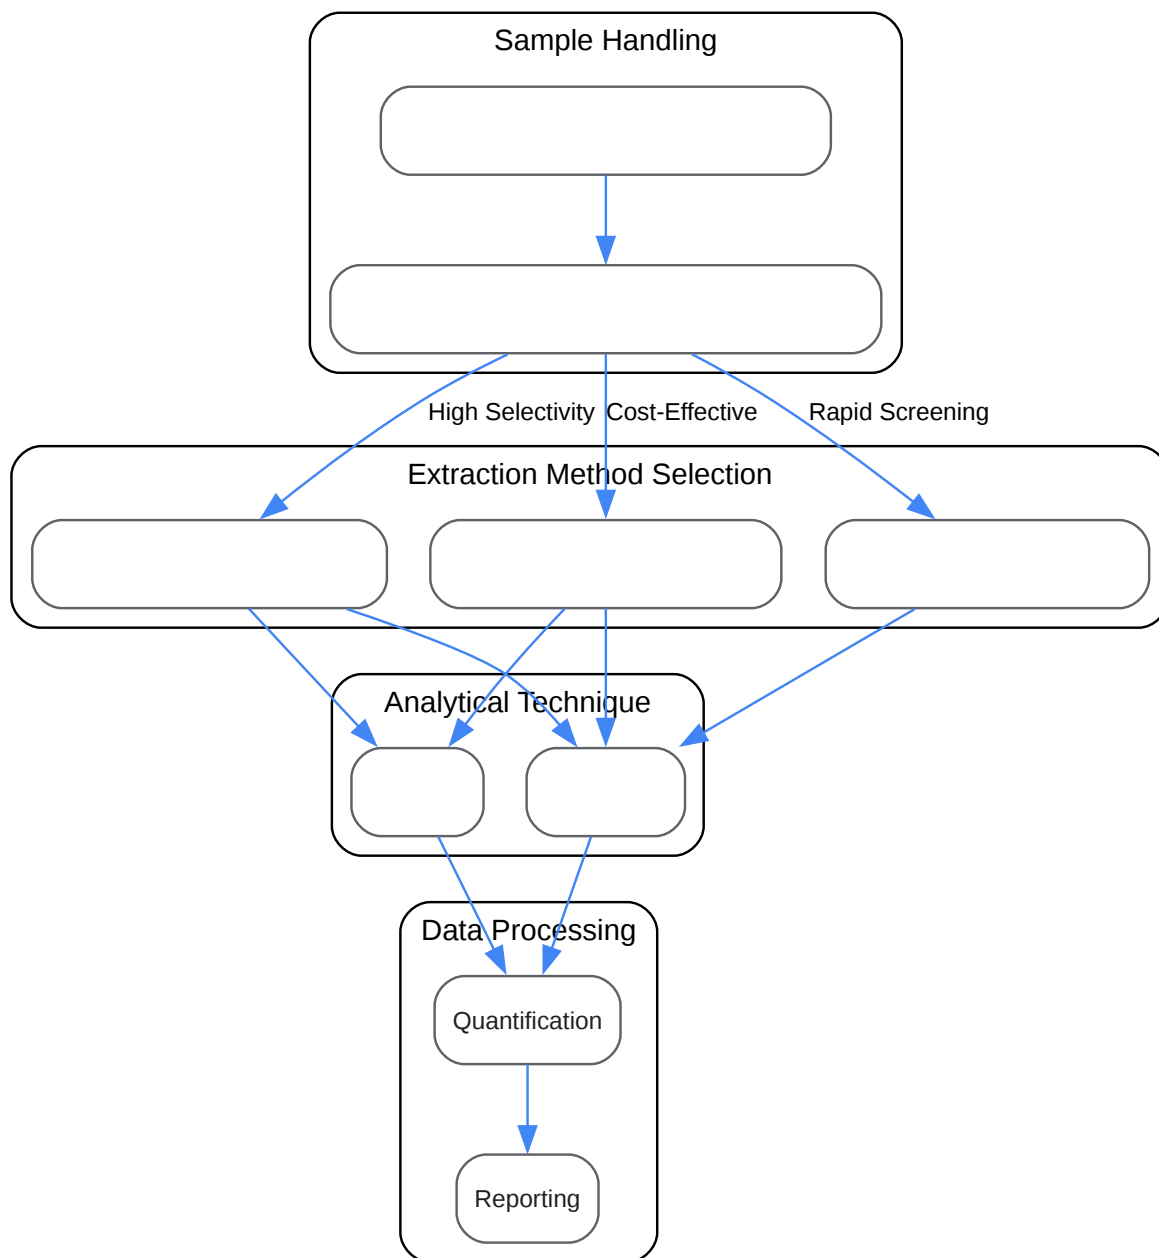 Sample Handling
High Selectivity
Cost-Effective
Rapid Screening
Extraction Method Selection
Analytical Technique
Data Processing
Quantification
Reporting